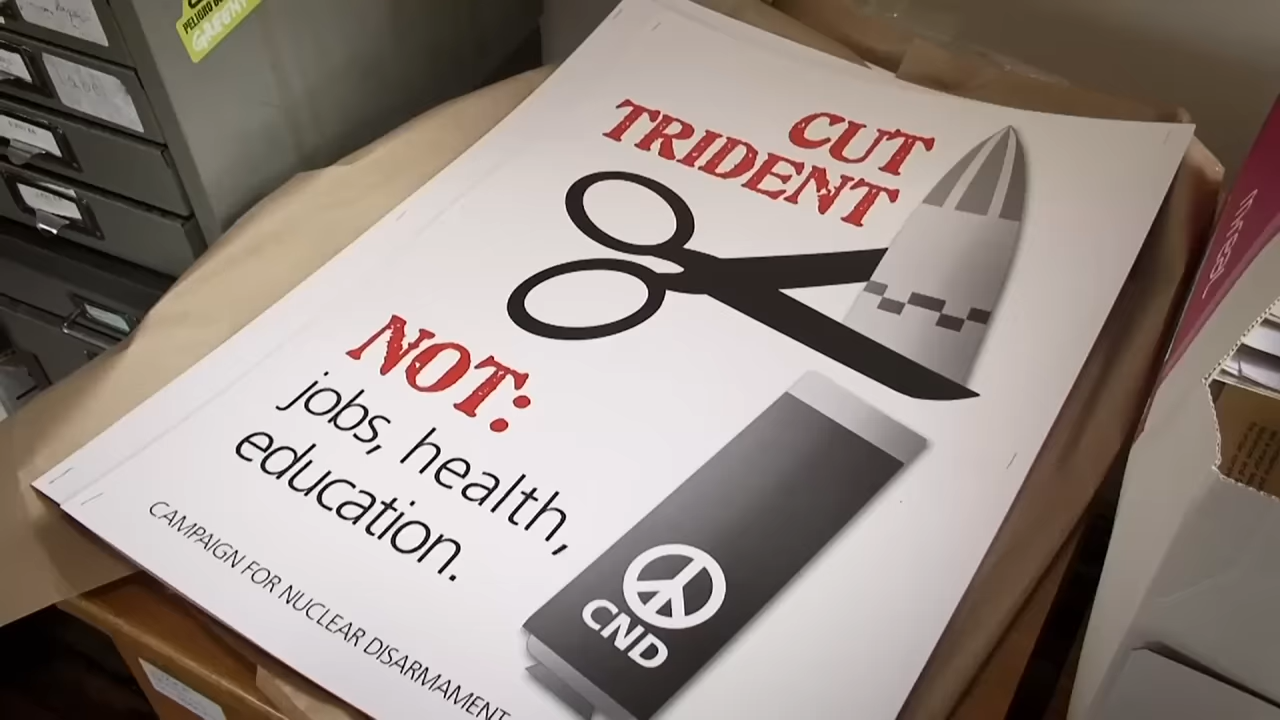 CUT
TRIDENT
NOT:
jobs, health,
education.
CAMPAIGN FOR NUCLEAR DISARMAMENT
CND